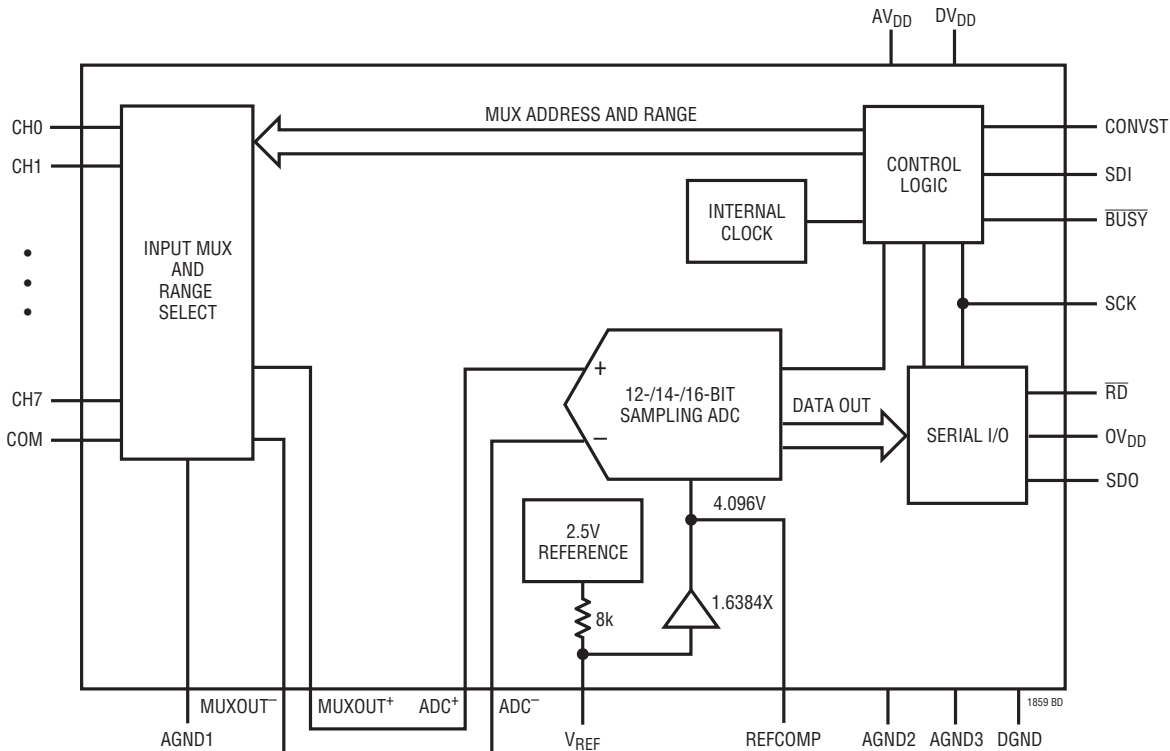 AVDD DVDD
CH0
MUX ADDRESS AND RANGE
CONVST
CH1
CONTROL
LOGIC
SDI
INTERNAL
CLOCK
BUSY
INPUT MUX
AND
RANGE
SELECT
SCK
+
12-/14-/16-BIT
SAMPLING ADC
–
DATA OUT
RD
CH7
SERIAL I/O
OVDD
COM
SDO
4.096V
2.5V
REFERENCE
1.6384X
8k
MUXOUT– MUXOUT+ ADC+ ADC–
1859 BD
AGND1 VREF REFCOMP AGND2 AGND3 DGND